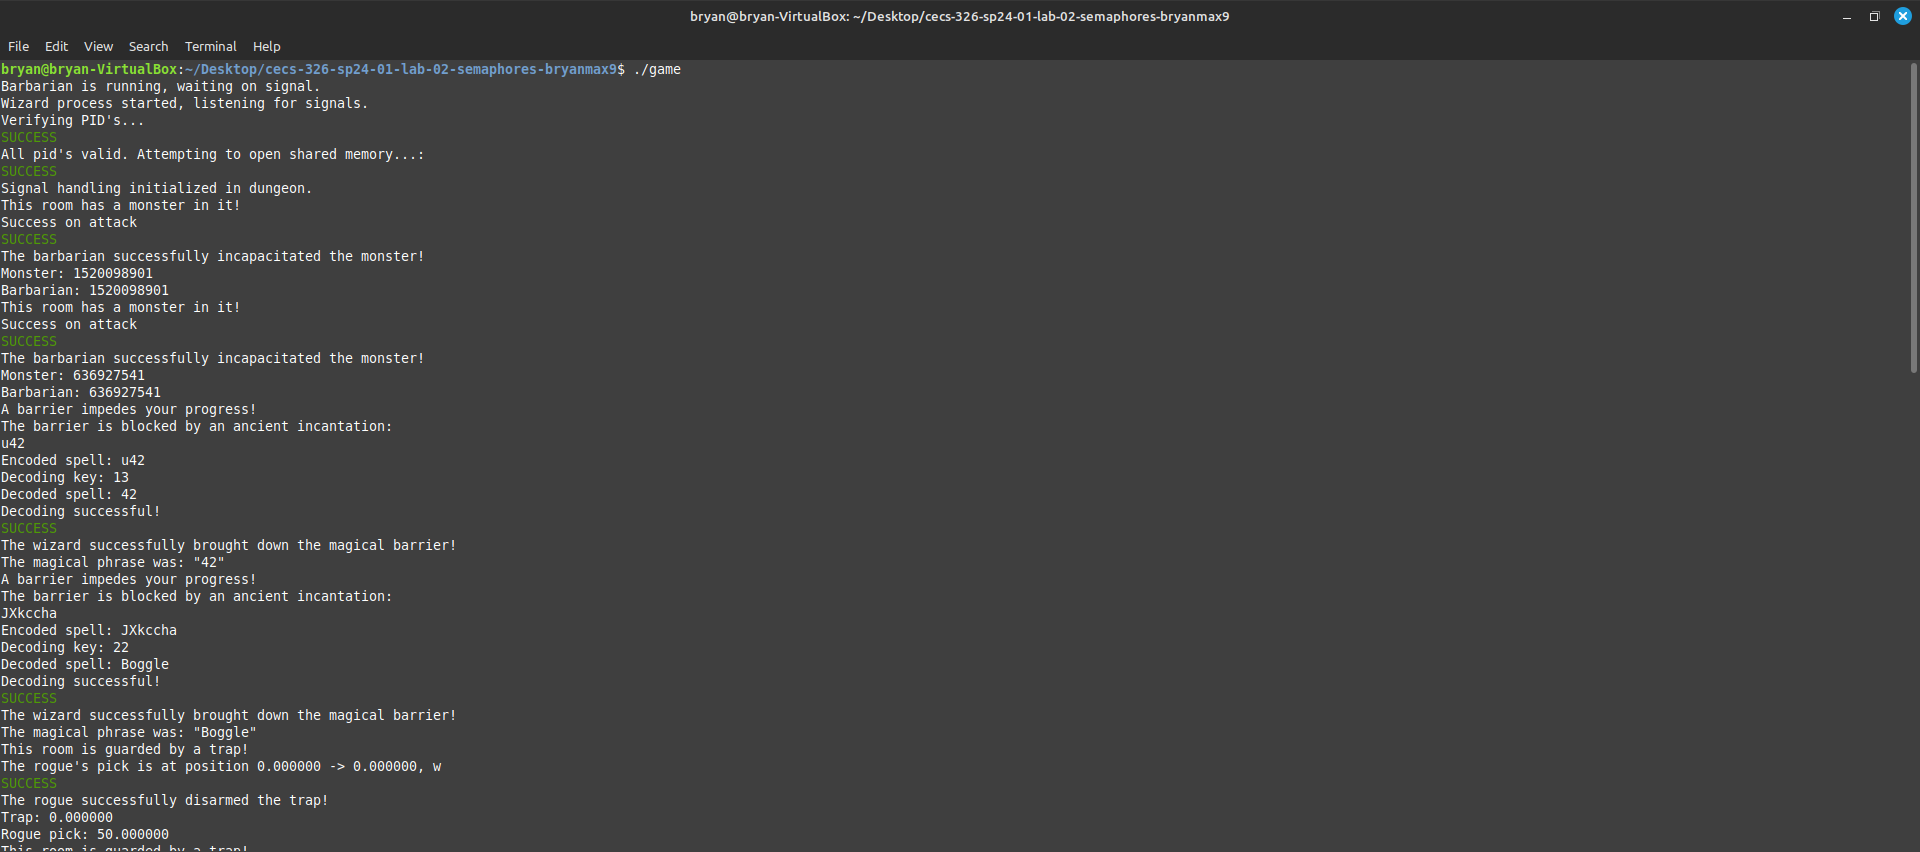 bryan@bryan-VirtualBox: ~/Desktop/cecs-326-sp24-01-lab-02-semaphores-bryanmax9
File Edit View Search Terminal Help
bryan@bryan-VirtualBox:~/Desktop/cecs-326-sp24-01-lab-02-semaphores-bryanmax9$ ./game
Barbarian is running, waiting on signal.
Wizard process started, listening for signals.
Verifying PID's...
SUCCESS
All pid's valid. Attempting to open shared memory...:
SUCCESS
Signal handling initialized in dungeon.
This room has a monster in it!
Success on attack
SUCCESS
The barbarian successfully incapacitated the monster!
Monster: 1520098901
Barbarian: 1520098901
This room has a monster in it!
Success on attack
SUCCESS
The barbarian successfully incapacitated the monster!
Monster: 636927541
Barbarian: 636927541
A barrier impedes your progress!
The barrier is blocked by an ancient incantation:
u42
Encoded spell: u42
Decoding key: 13
Decoded spell: 42
Decoding successful!
SUCCESS
The wizard successfully brought down the magical barrier!
The magical phrase was: "42"
A barrier impedes your progress!
The barrier is blocked by an ancient incantation:
JXkccha
Encoded spell: JXkccha
Decoding key: 22
Decoded spell: Boggle
Decoding successful!
SUCCESS
The wizard successfully brought down the magical barrier!
The magical phrase was: "Boggle"
This room is guarded by a trap!
The rogue's pick is at position 0.000000 -> 0.000000, w
SUCCESS
The rogue successfully disarmed the trap!
Trap: 0.000000
Rogue pick: 50.000000
This room is guarded by a trap!